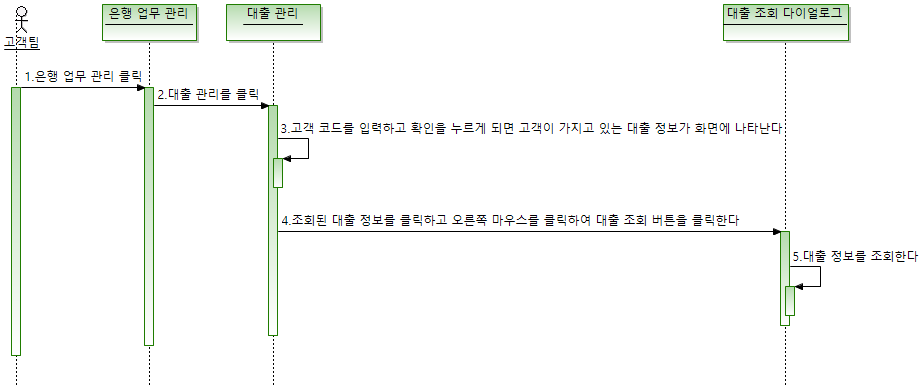 은행 업무 관리
대출 관리
대출 조회 다이얼로그
고객팀
1.은행 업무 관리 클릭
2.대출 관리를 클릭
3.고객 코드를 입력하고 확인을 누르게 되면 고객이 가지고 있는 대출 정보가 화면에 나타난다
4.조회된 대출 정보를 클릭하고 오른쪽 마우스를 클릭하여 대출 조회 버튼을 클릭한다
5.대출 정보를 조회한다